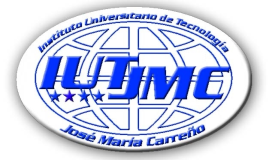 Instituto Universitario de Tecnología
IUTJMC
José María Carreño